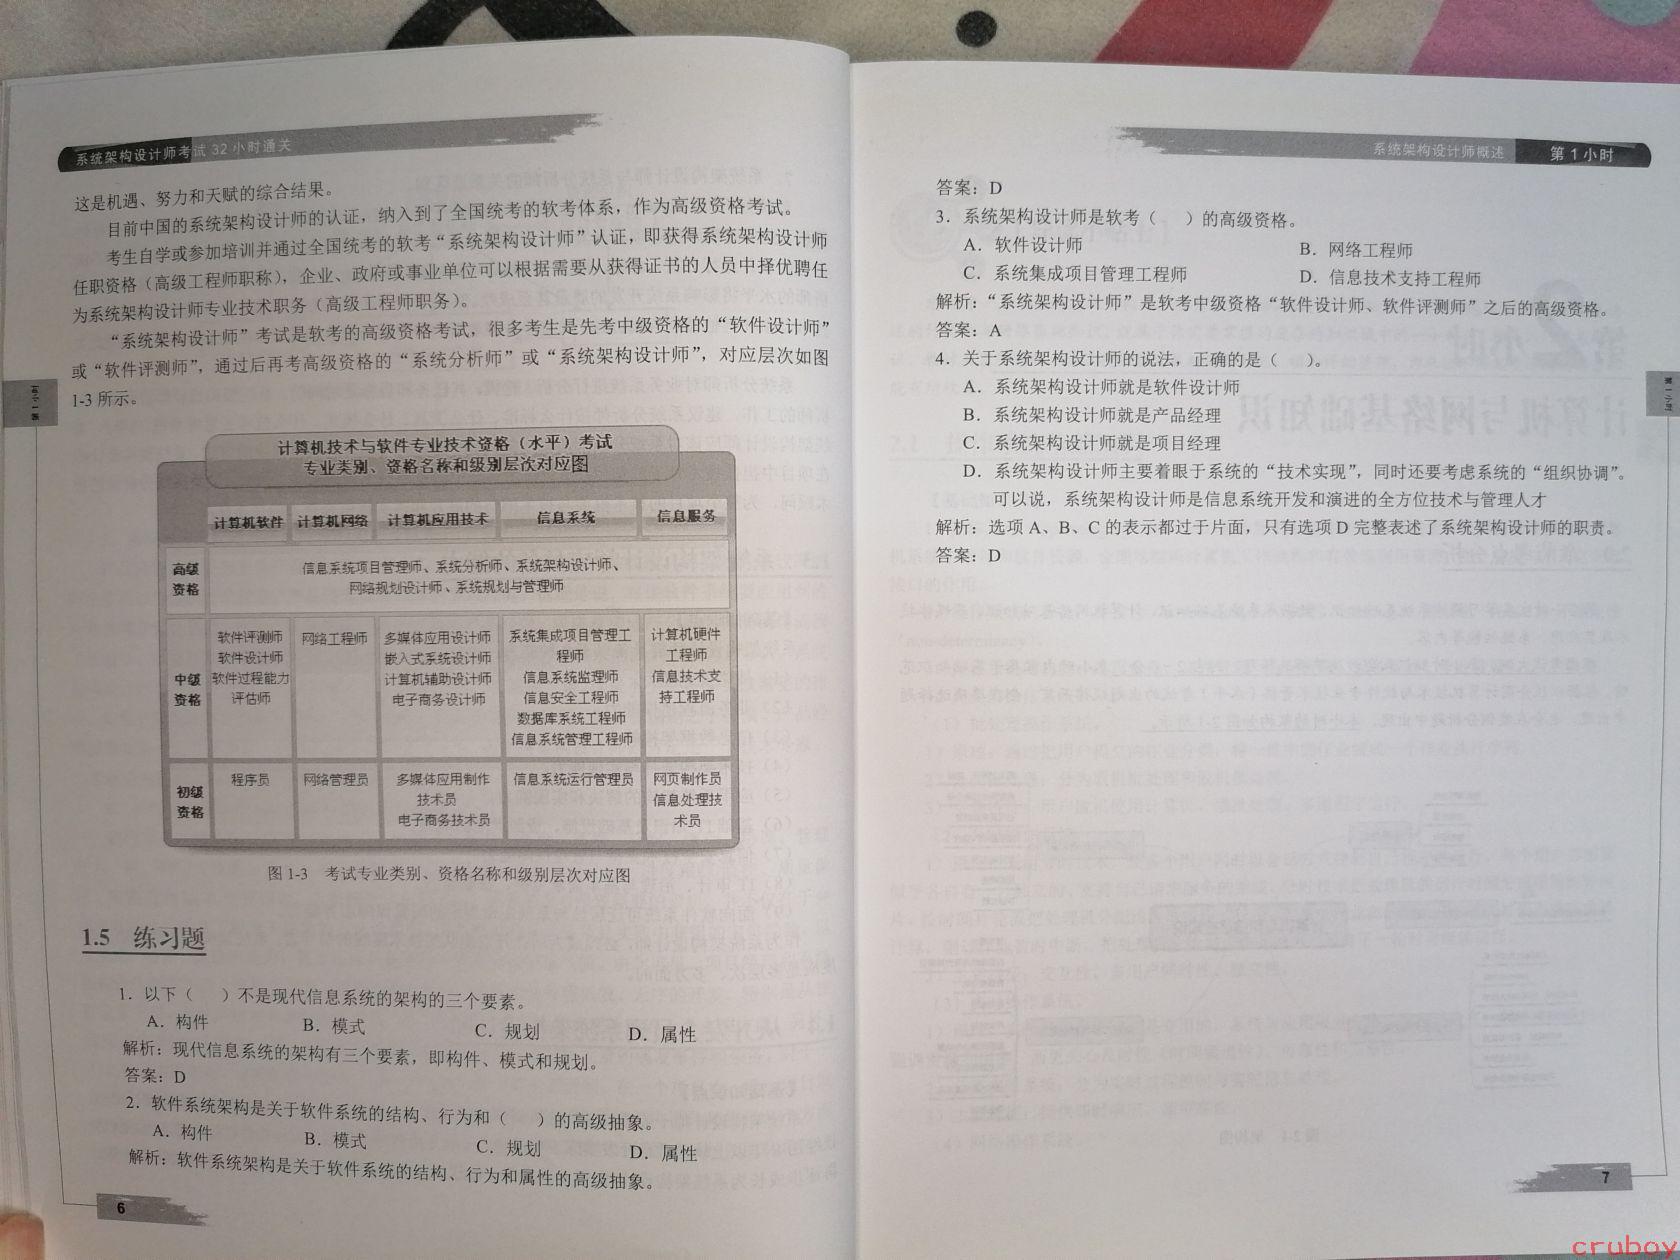 系统架构设计师考试 32 小时通关
这是机遇、努力和天赋的综合结果。
目前中国的系统架构设计师的认证，纳入到了全国统考的软考体系，作为高级资格考试。
考生自学或参加培训并通过全国统考的软考“系统架构设计师”认证，即获得系统架构设计师
任职资格（高级工程师职称），企业、政府或事业单位可以根据需要从获得证书的人员中择优聘任
为系统架构设计师专业技术职务（高级工程师职务）。
“系统架构设计师”考试是软考的高级资格考试，很多考生是先考中级资格的“软件设计师”
或“软件评测师”，通过后再考高级资格的“系统分析师”或“系统架构设计师”，对应层次如图
1-3 所示。
计算机技术与软件专业技术资格（水平）考试
专业类别、资格名称和级别层次对应图
计算机软件 计算机网络 计算机应用技术 信息系统 信息服务
高级
资格
信息系统项目管理师、系统分析师、系统架构设计师、
网络规划设计师、系统规划与管理师
中级
资格
软件评测师
软件设计师
软件过程能力
评估师
网络工程师
多媒体应用设计师
嵌入式系统设计师
计算机辅助设计师
电子商务设计师
系统集成项目管理工
程师
信息系统监理师
信息安全工程师
数据库系统工程师
信息系统管理工程师
计算机硬件
工程师
信息技术支
持工程师
初级
资格
程序员
网络管理员
多媒体应用制作
技术员
电子商务技术员
信息系统运行管理员
网页制作员
信息处理技
术员
图 1-3 考试专业类别、资格名称和级别层次对应图
1.5 练习题
1．以下（ ）不是现代信息系统的架构的三个要素。
A．构件 B．模式 C．规划 D．属性
解析：现代信息系统的架构有三个要素，即构件、模式和规划。
答案：D
2．软件系统架构是关于软件系统的结构、行为和（ ）的高级抽象。
A．构件 B．模式 C．规划 D．属性
解析：软件系统架构是关于软件系统的结构、行为和属性的高级抽象。
6
系统架构设计师概述 第 1 小时
答案：D
3．系统架构设计师是软考（ ）的高级资格。
A．软件设计师 B．网络工程师
C．系统集成项目管理工程师 D．信息技术支持工程师
解析：“系统架构设计师”是软考中级资格“软件设计师、软件评测师”之后的高级资格。
答案：A
4．关于系统架构设计师的说法，正确的是（ ）。
A．系统架构设计师就是软件设计师
B．系统架构设计师就是产品经理
C．系统架构设计师就是项目经理
D．系统架构设计师主要着眼于系统的“技术实现”，同时还要考虑系统的“组织协调”。
可以说，系统架构设计师是信息系统开发和演进的全方位技术与管理人才
解析：选项 A、B、C 的表示都过于片面，只有选项 D 完整表述了系统架构设计师的职责。
答案：D
第 1 小时
7
cruboy